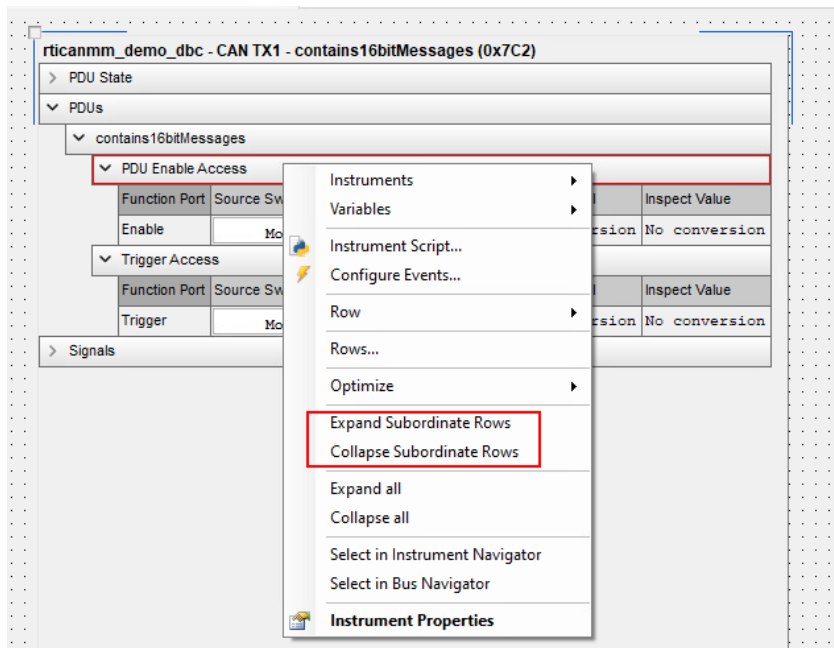 rticanmm_demo_dbc - CAN TX1 - contains16bitMessages (0x7C2)
PDU State
PDUs
contains16bitMessages
PDU Enable Access
Function Port Source Sw Inspect Value
Enable Mo rsion No conversion
Trigger Access
Function Port Source Sw Inspect Value
Trigger Mo rsion No conversion
Signals
Instruments
Variables
Instrument Script...
Configure Events...
Row
Rows...
Optimize
Expand Subordinate Rows
Collapse Subordinate Rows
Expand all
Collapse all
Select in Instrument Navigator
Select in Bus Navigator
Instrument Properties